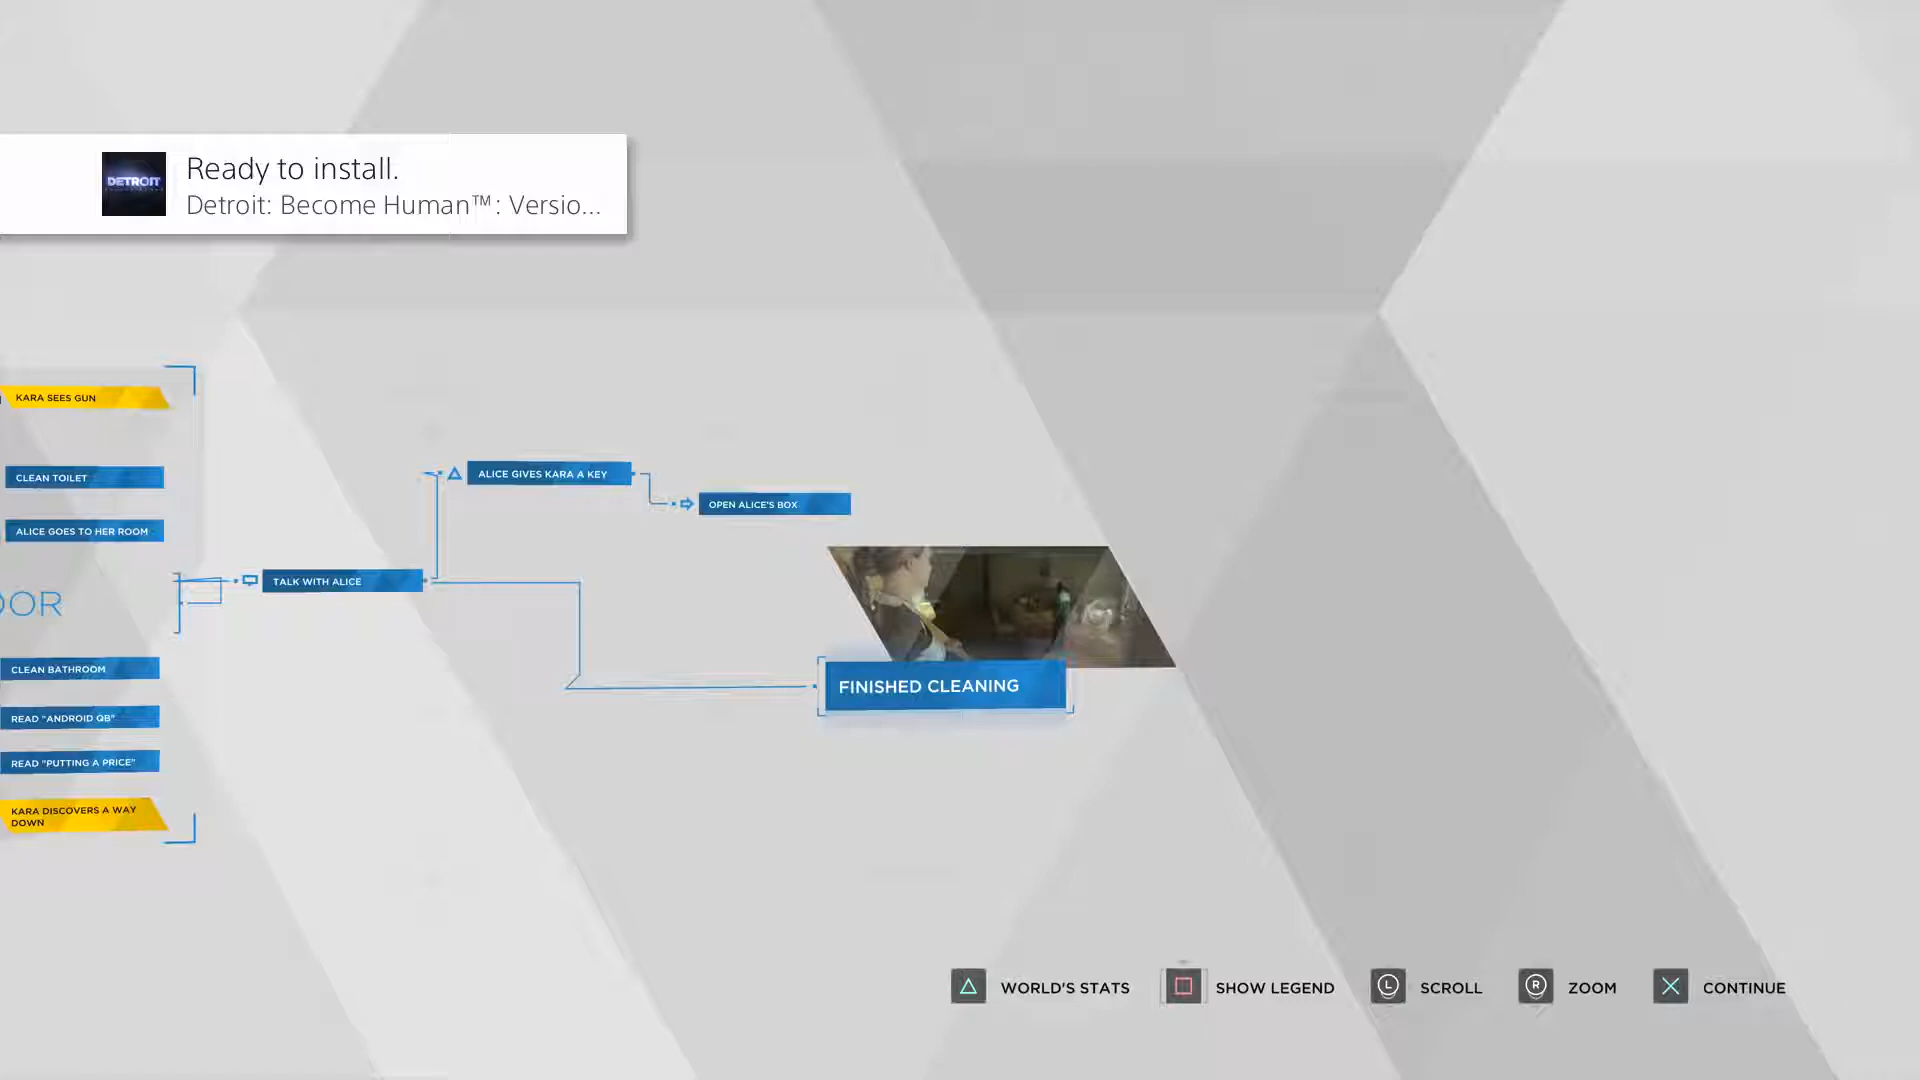 DETROIT
Ready to install.
Detroit: Become Human™: Versio...
KARA SEES GUN
CLEAN TOILET
ALICE GOES TO HER ROOM
OOR
CLEAN BATHROOM
READ "ANDROID QB"
READ "PUTTING A PRICE"
KARA DISCOVERS A WAY
DOWN
TALK WITH ALICE
ALICE GIVES KARA A KEY
OPEN ALICE'S BOX
FINISHED CLEANING
WORLD'S STATS
SHOW LEGEND
L
SCROLL
R
ZOOM
CONTINUE